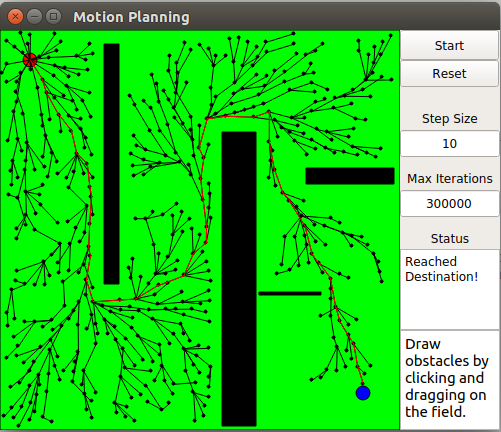 Motion Planning
Start
Reset
Step Size
10
Max Iterations
300000
Status
Reached
Destination!
Draw
obstacles by
clicking and
dragging on
the field.